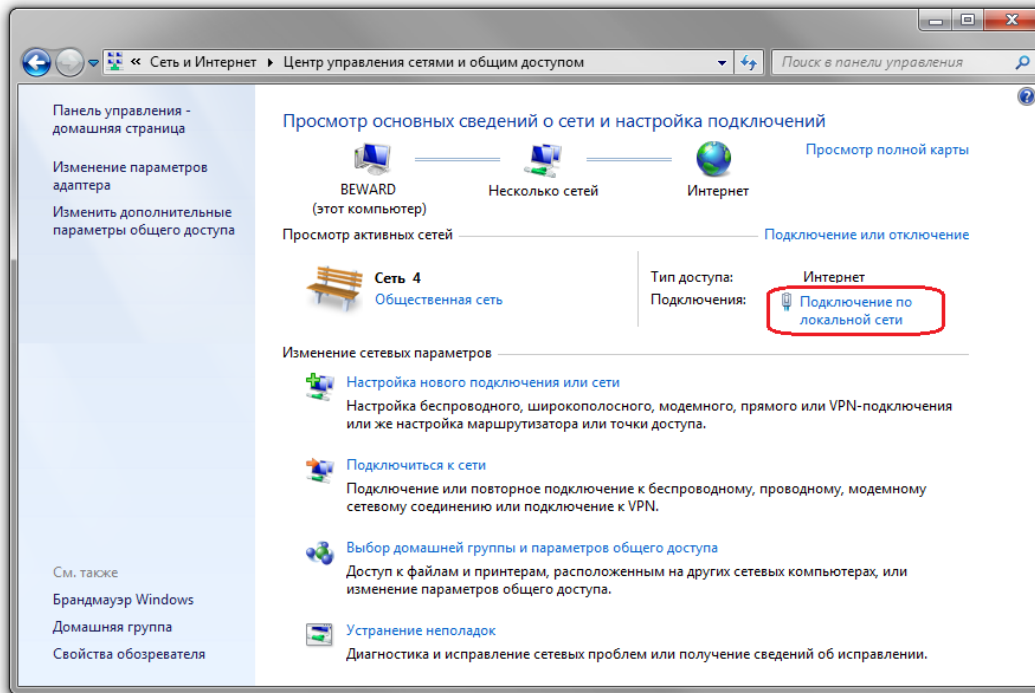 « Сеть и Интернет ▸ Центр управления сетями и общим доступом
Поиск в панели управления
Панель управления -
домашняя страница
Изменение параметров
адаптера
Изменить дополнительные
параметры общего доступа
См. также
Брандмауэр Windows
Домашняя группа
Свойства обозревателя
Просмотр основных сведений о сети и настройка подключений
Просмотр полной карты
BEWARD
(этот компьютер)
Несколько сетей
Интернет
Просмотр активных сетей
Подключение или отключение
Сеть 4
Общественная сеть
Тип доступа: Интернет
Подключения: Подключение по
локальной сети
Изменение сетевых параметров
Настройка нового подключения или сети
Настройка беспроводного, широкополосного, модемного, прямого или VPN-подключения
или же настройка маршрутизатора или точки доступа.
Подключиться к сети
Подключение или повторное подключение к беспроводному, проводному, модемному
сетевому соединению или подключение к VPN.
Выбор домашней группы и параметров общего доступа
Доступ к файлам и принтерам, расположенным на других сетевых компьютерах, или
изменение параметров общего доступа.
Устранение неполадок
Диагностика и исправление сетевых проблем или получение сведений об исправлении.